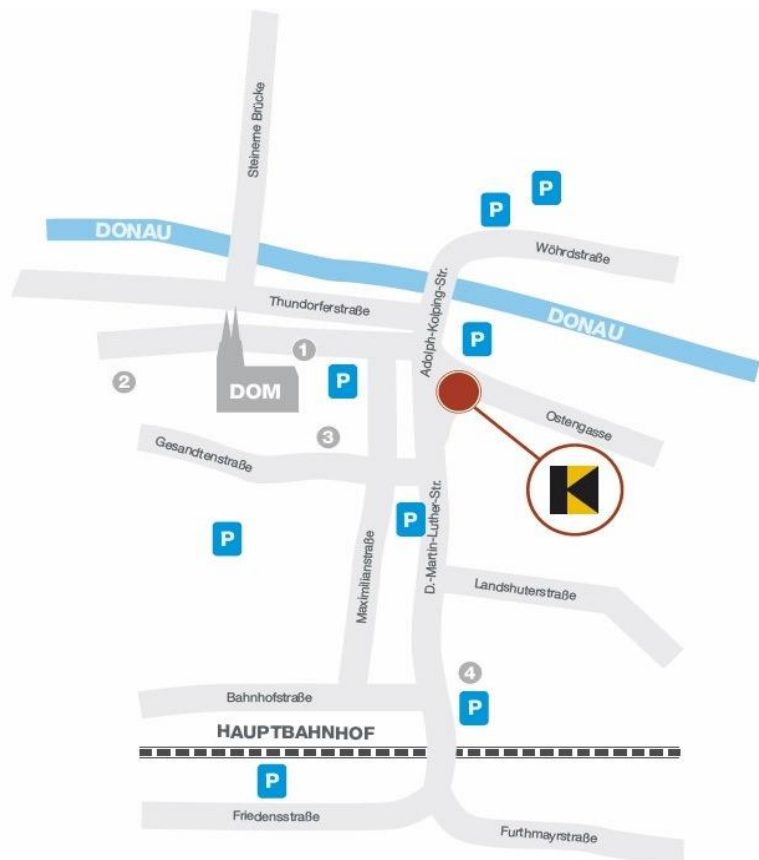 Steinerne Brücke
P
P
DONAU
Wöhrdstraße
Thundorferstraße
Adolph-Kolping-Str.
DONAU
P
1
2
DOM
P
Ostengasse
3
Gesandtenstraße
K
P
P
Maximilianstraße
D.-Martin-Luther-Str.
Landshuterstraße
4
Bahnhofstraße
P
HAUPTBAHNHOF
P
Friedensstraße
Furthmayrstraße